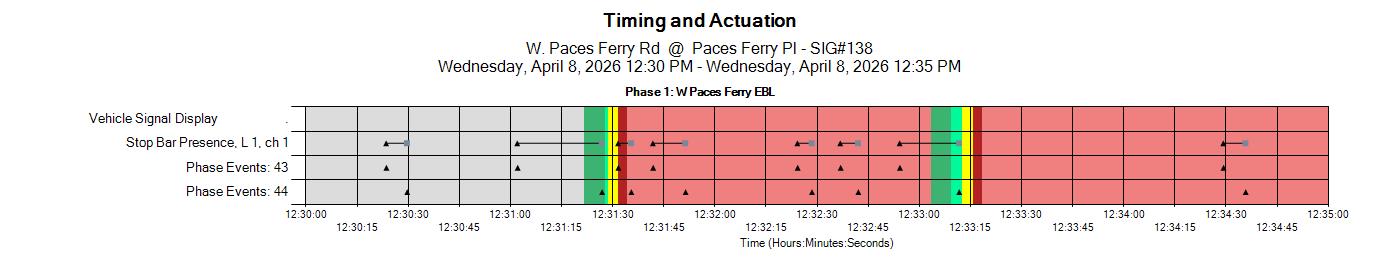 Timing and Actuation
W. Paces Ferry Rd @ Paces Ferry Pl - SIG#138
Wednesday, April 8, 2026 12:30 PM - Wednesday, April 8, 2026 12:35 PM
Phase 1: W Paces Ferry EBL
Vehicle Signal Display .
Stop Bar Presence, L 1, ch 1
Phase Events: 43
Phase Events: 44
12:30:00 12:30:30 12:31:00 12:31:30 12:32:00 12:32:30 12:33:00 12:33:30 12:34:00 12:34:30 12:35:00
12:30:15 12:30:45 12:31:15 12:31:45 12:32:15 12:32:45 12:33:15 12:33:45 12:34:15 12:34:45
Time (Hours:Minutes:Seconds)